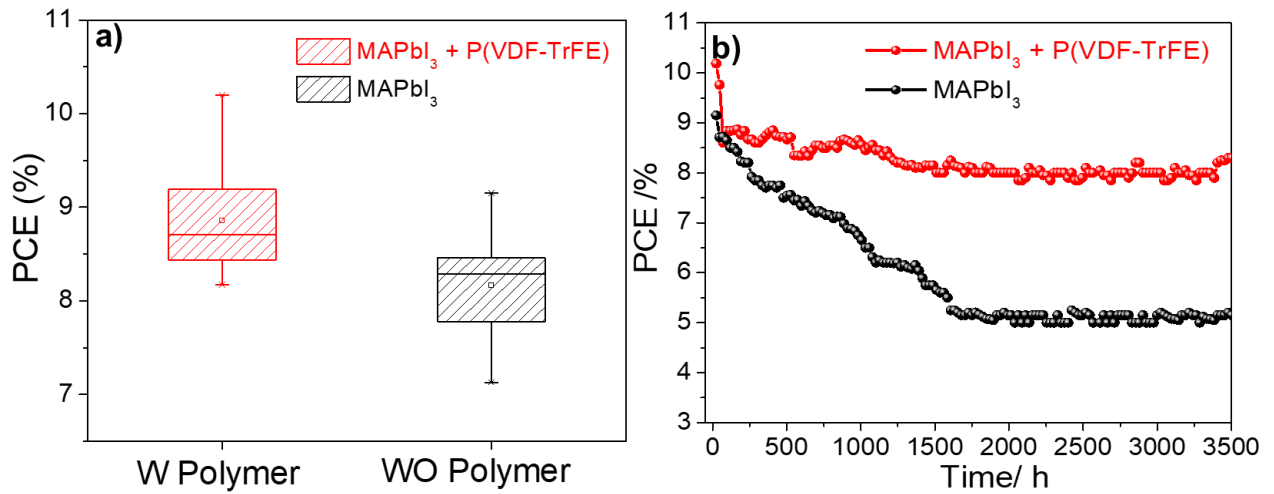 a)
PCE (%)
11
10
9
8
7
MAPbI₃ + P(VDF-TrFE)
MAPbI₃
W Polymer
WO Polymer
b)
PCE /%
11
10
9
8
7
6
5
4
3
MAPbI₃ + P(VDF-TrFE)
MAPbI₃
0 500 1000 1500 2000 2500 3000 3500
Time/ h